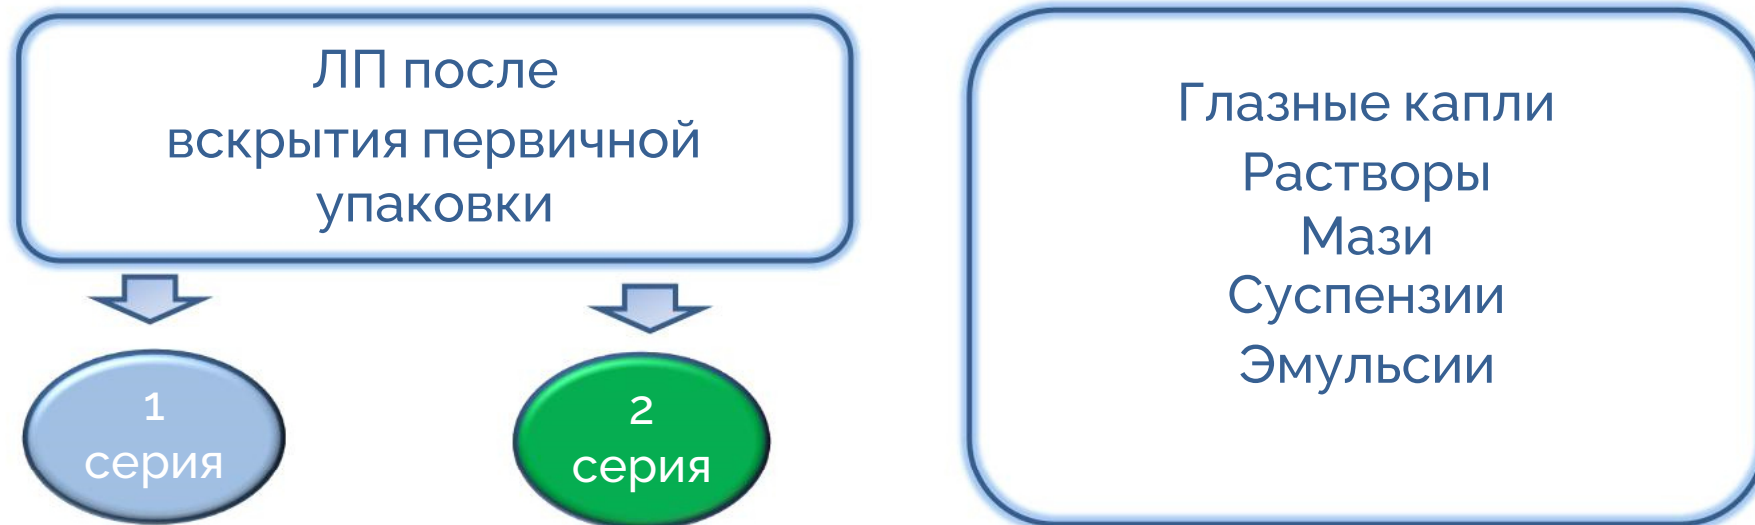 ЛП после
вскрытия первичной
упаковки
1
серия
2
серия
Глазные капли
Растворы
Мази
Суспензии
Эмульсии